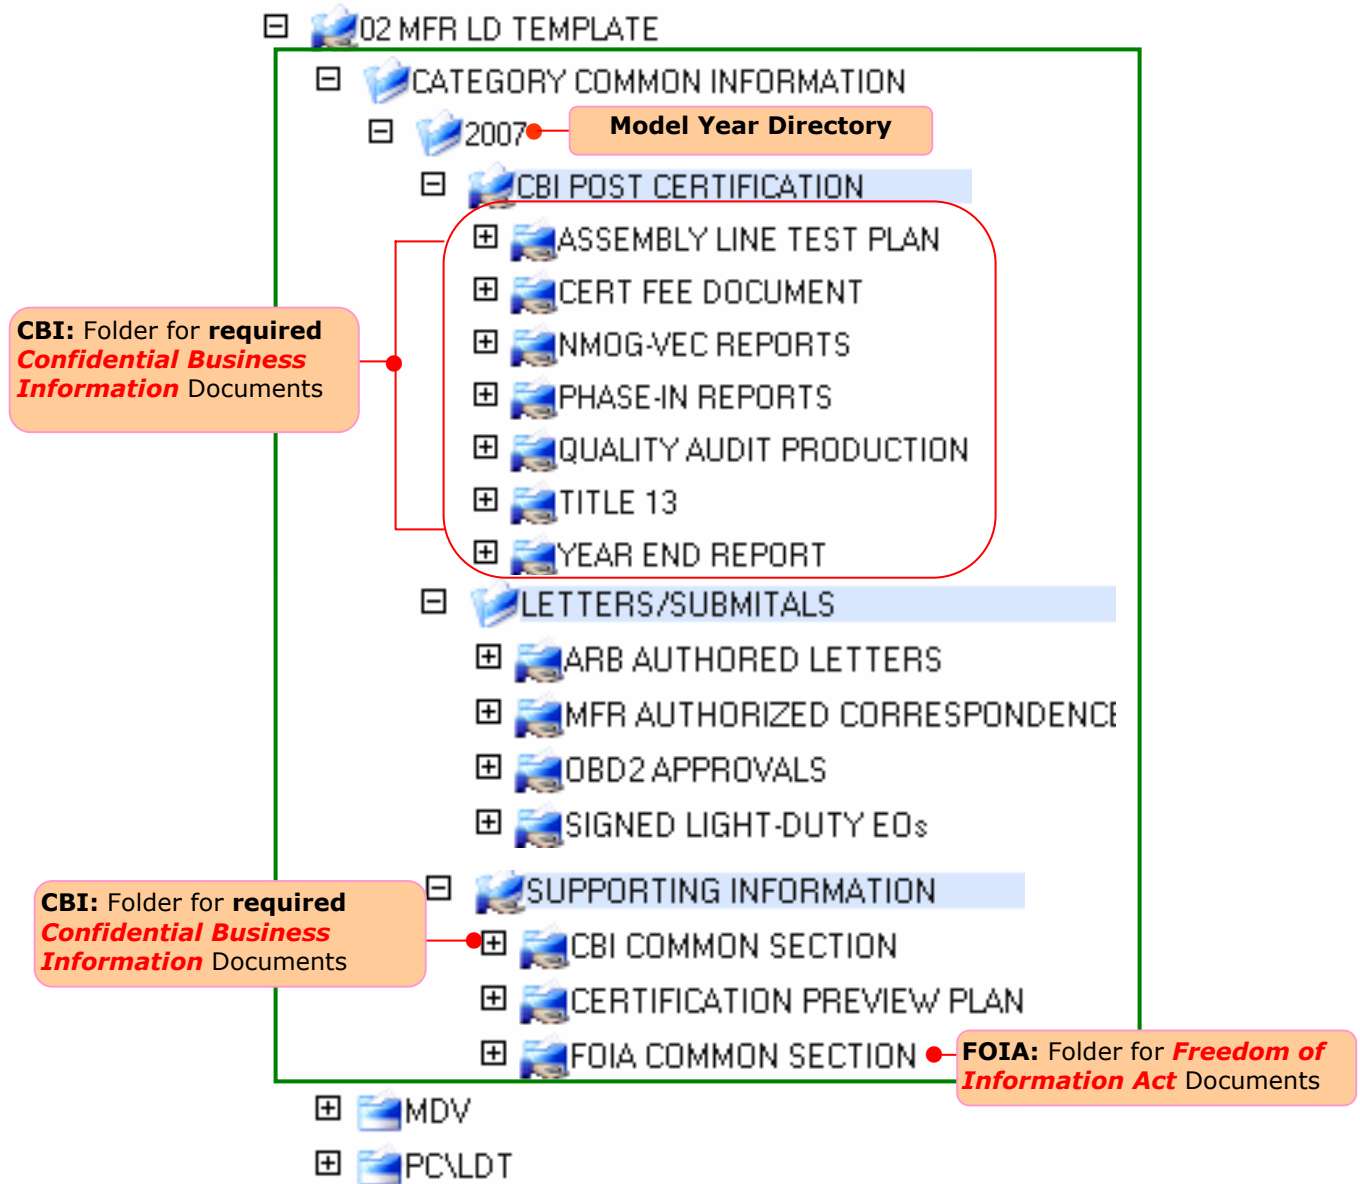 02 MFR LD TEMPLATE
CATEGORY COMMON INFORMATION
2007
Model Year Directory
CBI POST CERTIFICATION
ASSEMBLY LINE TEST PLAN
CERT FEE DOCUMENT
NMOG-VEC REPORTS
PHASE-IN REPORTS
QUALITY AUDIT PRODUCTION
TITLE 13
YEAR END REPORT
CBI: Folder for required
Confidential Business
Information Documents
LETTERS/SUBMITALS
ARB AUTHORED LETTERS
MFR AUTHORIZED CORRESPONDENCE
OBD2 APPROVALS
SIGNED LIGHT-DUTY EOs
SUPPORTING INFORMATION
CBI: Folder for required
Confidential Business
Information Documents
CBI COMMON SECTION
CERTIFICATION PREVIEW PLAN
FOIA COMMON SECTION
FOIA: Folder for Freedom of
Information Act Documents
MDV
PC\LDT